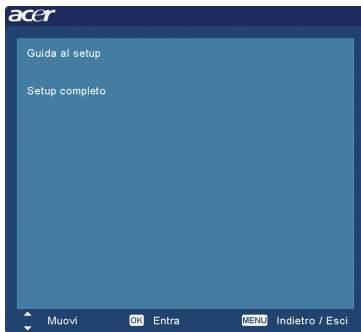 acer
Guida al setup
Setup completo
Muovi OK Entra MENU Indietro / Esci